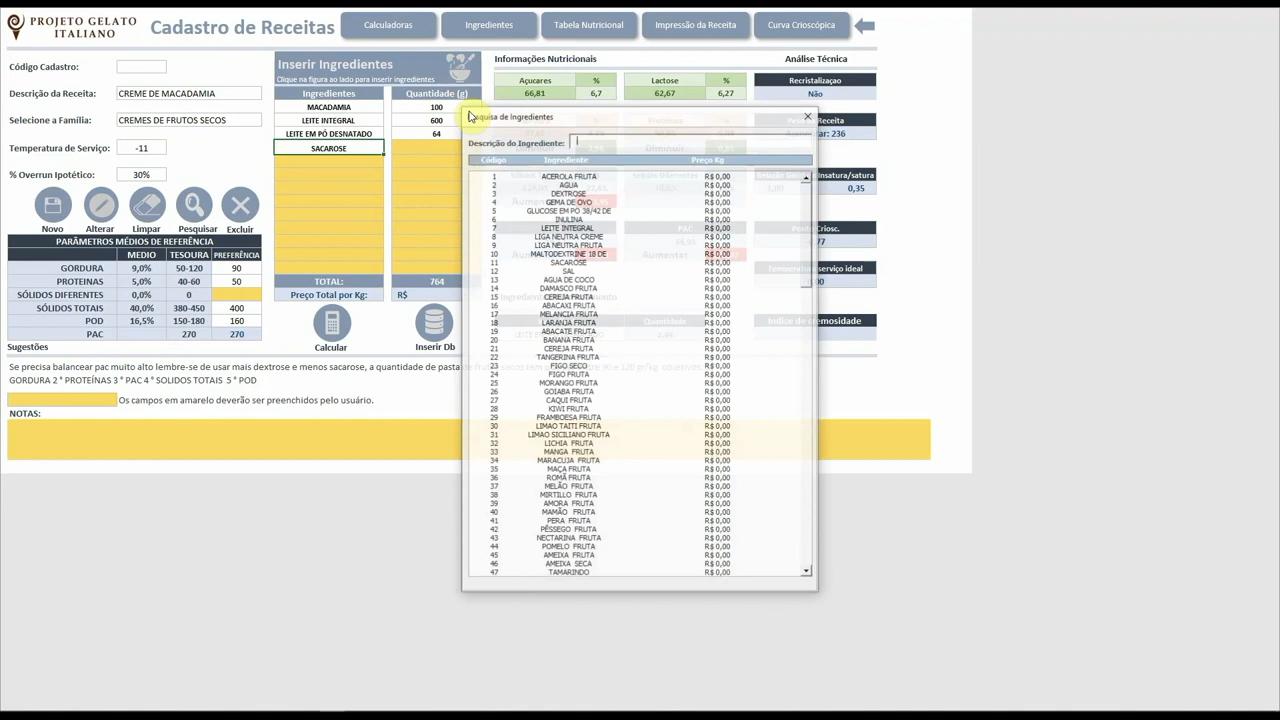 PROJETO GELATO
ITALIANO
Cadastro de Receitas
Calculadoras
Ingredientes
Tabela Nutricional
Impressão da Receita
Curva Crioscópica
Código Cadastro:
Descrição da Receita: CREME DE MACADAMIA
Selecione a Família: CREMES DE FRUTOS SECOS
Temperatura de Serviço: -11
% Overrun Ipotético: 30%
Novo Alterar Limpar Pesquisar Excluir
PARÂMETROS MÉDIOS DE REFERÊNCIA
MEDIO TESOURA PREFERÊNCIA
GORDURA 9,0% 50-120 90
PROTEINAS 5,0% 40-60 50
SÓLIDOS DIFERENTES 0,0% 0
SÓLIDOS TOTAIS 40,0% 380-450 400
POD 16,5% 150-180 160
PAC 270 270
Sugestões
Inserir Ingredientes
Clique na figura ao lado para inserir ingredientes
Ingredientes Quantidade (g)
MACADAMIA 100
LEITE INTEGRAL 600
LEITE EM PÓ DESNATADO 64
SACAROSE
TOTAL: 764
Preço Total por Kg: R$
Calcular
Inserir Db
Informações Nutricionais
Açucares % Lactose %
66,81 6,7 62,67 6,27
Análise Técnica
Recristalizaçao
Não
0,35
Pesquisa de Ingredientes
Descrição do Ingrediente:
Código Ingrediente Preço Kg
1 ACEROLA FRUTA R$ 0,00
2 AGUA R$ 0,00
3 DEXTROSE R$ 0,00
4 GEMA DE OVO R$ 0,00
5 GLUCOSE EM PO 38/42 DE R$ 0,00
6 INULINA R$ 0,00
7 LEITE INTEGRAL R$ 0,00
8 LIGA NEUTRA CREME R$ 0,00
9 LIGA NEUTRA FRUTA R$ 0,00
10 MALTODEXTRINE 18 DE R$ 0,00
11 SACAROSE R$ 0,00
12 SAL R$ 0,00
13 AGUA DE COCO R$ 0,00
14 DAMASCO FRUTA R$ 0,00
15 CEREJA FRUTA R$ 0,00
16 ABACAXI FRUTA R$ 0,00
17 MELANCIA FRUTA R$ 0,00
18 LARANJA FRUTA R$ 0,00
19 ABACATE FRUTA R$ 0,00
20 BANANA FRUTA R$ 0,00
21 CEREJA FRUTA R$ 0,00
22 TANGERINA FRUTA R$ 0,00
23 FIGO SECO R$ 0,00
24 FIGO FRUTA R$ 0,00
25 MORANGO FRUTA R$ 0,00
26 GOIABA FRUTA R$ 0,00
27 CAQUI FRUTA R$ 0,00
28 KIWI FRUTA R$ 0,00
29 FRAMBOESA FRUTA R$ 0,00
30 LIMAO TAITI FRUTA R$ 0,00
31 LIMAO SICILIANO FRUTA R$ 0,00
32 LICHIA FRUTA R$ 0,00
33 MANGA FRUTA R$ 0,00
34 MARACUJA FRUTA R$ 0,00
35 MAÇA FRUTA R$ 0,00
36 ROMÃ FRUTA R$ 0,00
37 MELÃO FRUTA R$ 0,00
38 MIRTILLO FRUTA R$ 0,00
39 AMORA FRUTA R$ 0,00
40 MAMÃO FRUTA R$ 0,00
41 PERA FRUTA R$ 0,00
42 PÊSSEGO FRUTA R$ 0,00
43 NECTARINA FRUTA R$ 0,00
44 POMELO FRUTA R$ 0,00
45 AMEIXA FRUTA R$ 0,00
46 AMEIXA SECA R$ 0,00
47 TAMARINDO R$ 0,00
Se precisa balancear pac muito alto lembre-se de usar mais dextrose e menos sacarose, a quantidade de pasta
GORDURA 2 ° PROTEÍNAS 3 ° PAC 4 ° SOLIDOS TOTAIS 5 ° POD
Os campos em amarelo deverão ser preenchidos pelo usuário.
NOTAS: